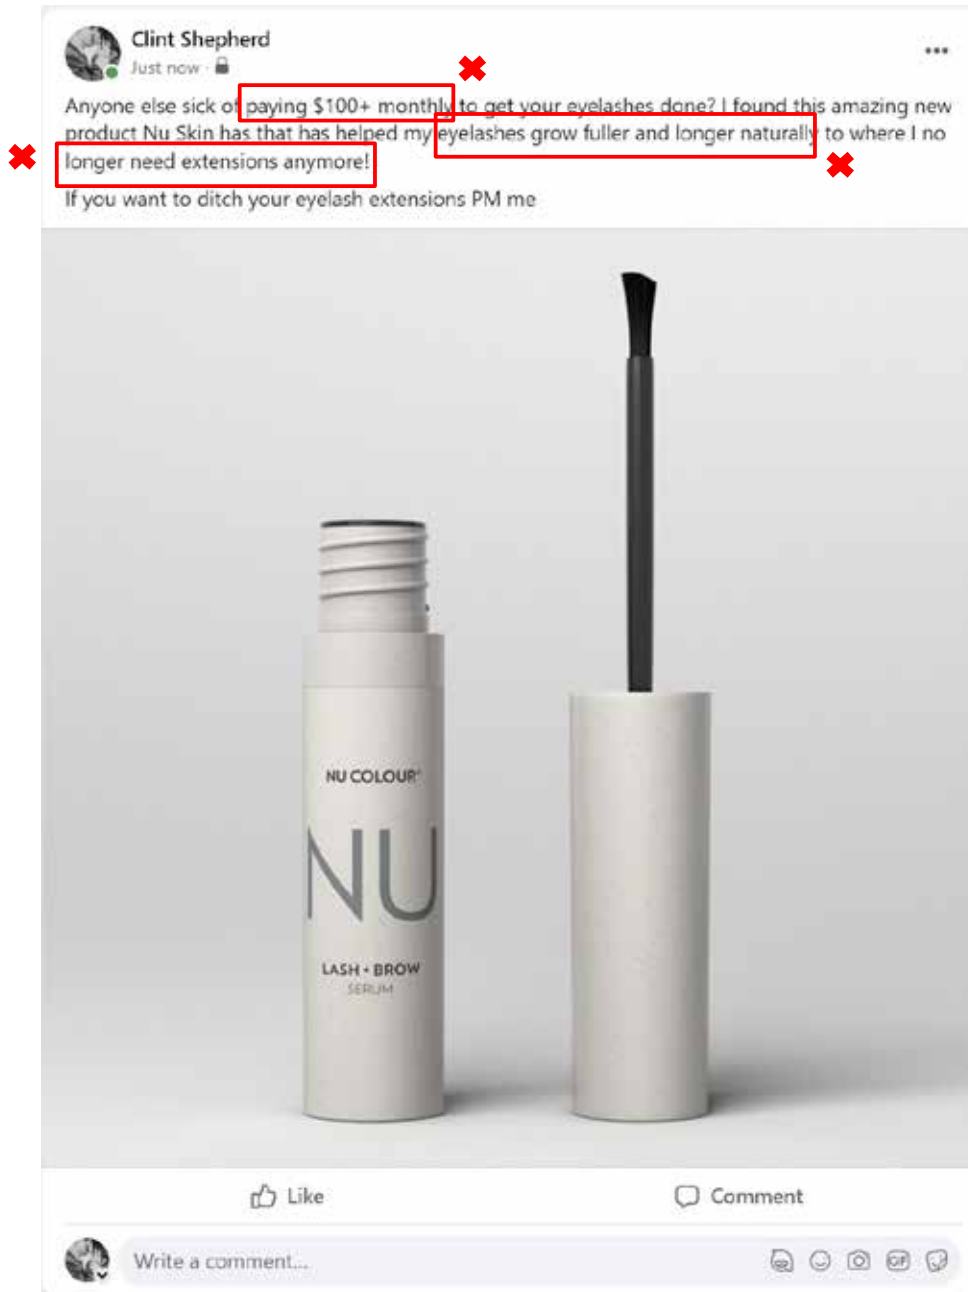 Clint Shepherd
Just now ·
Anyone else sick of paying $100+ monthly to get your eyelashes done? I found this amazing new
product Nu Skin has that has helped my eyelashes grow fuller and longer naturally to where I no
longer need extensions anymore!
If you want to ditch your eyelash extensions PM me
NU COLOUR®
NU
LASH + BROW
SERUM
Like
Comment
Write a comment...
GIF